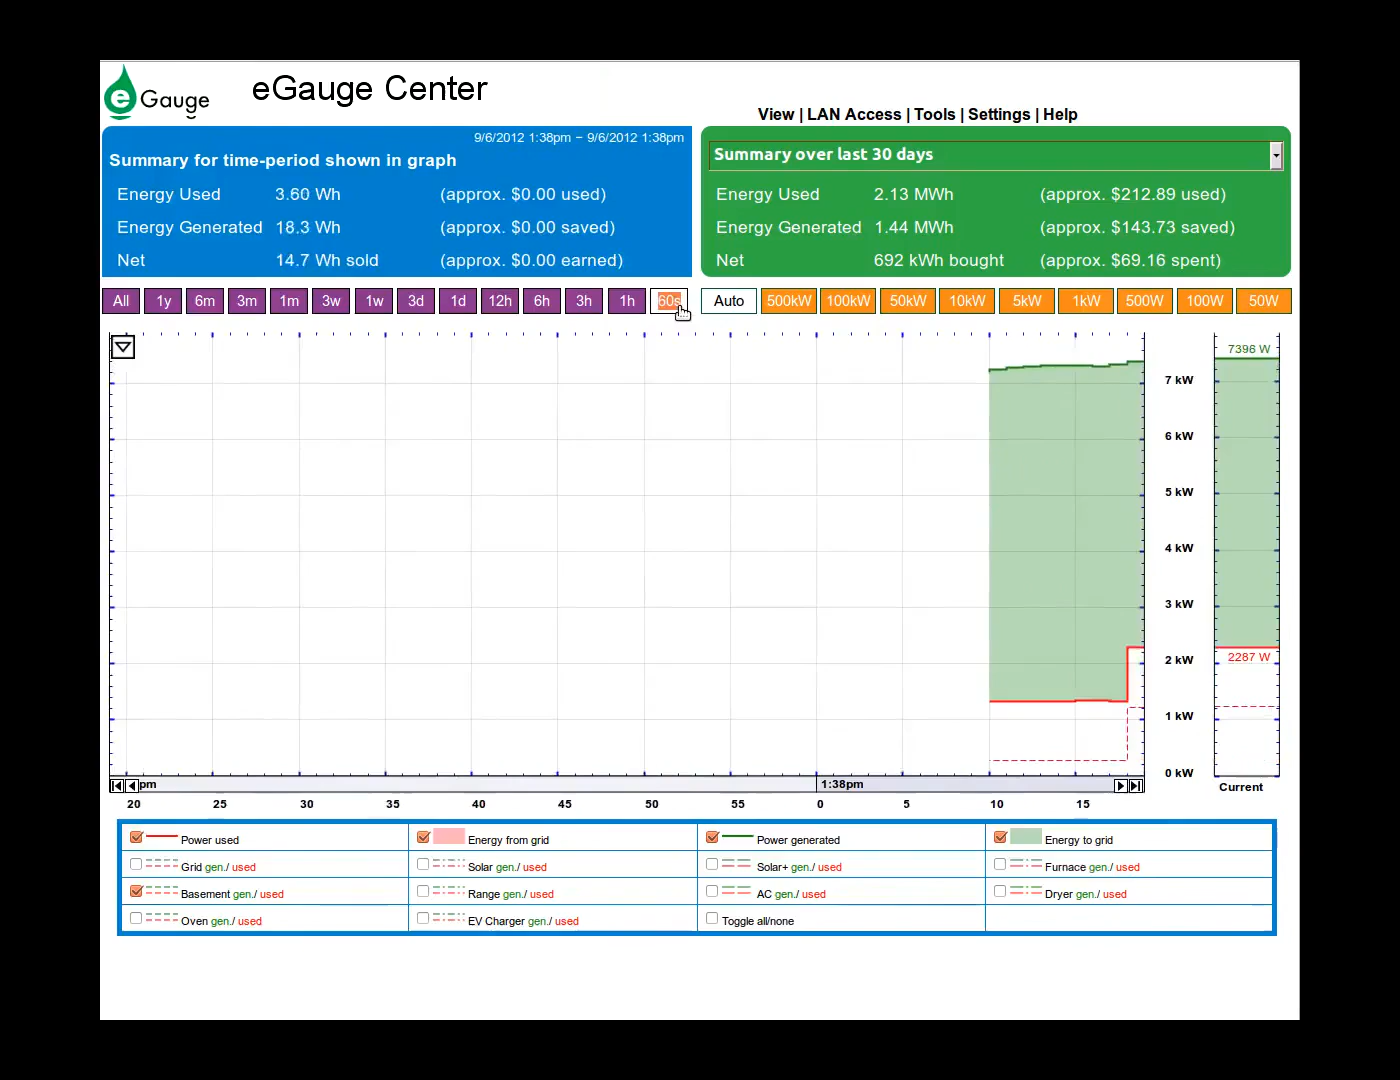 e Gauge
eGauge Center
View | LAN Access | Tools | Settings | Help
9/6/2012 1:38pm − 9/6/2012 1:38pm
Summary for time-period shown in graph
Energy Used 3.60 Wh (approx. $0.00 used)
Energy Generated 18.3 Wh (approx. $0.00 saved)
Net 14.7 Wh sold (approx. $0.00 earned)
Summary over last 30 days
Energy Used 2.13 MWh (approx. $212.89 used)
Energy Generated 1.44 MWh (approx. $143.73 saved)
Net 692 kWh bought (approx. $69.16 spent)
All 1y 6m 3m 1m 3w 1w 3d 1d 12h 6h 3h 1h 60s Auto 500kW 100kW 50kW 10kW 5kW 1kW 500W 100W 50W
7396 W
7 kW
6 kW
5 kW
4 kW
3 kW
2 kW
2287 W
1 kW
0 kW
pm 1:38pm
Current
20 25 30 35 40 45 50 55 0 5 10 15
Power used Energy from grid Power generated Energy to grid
Grid gen./ used Solar gen./ used Solar+ gen./ used Furnace gen./ used
Basement gen./ used Range gen./ used AC gen./ used Dryer gen./ used
Oven gen./ used EV Charger gen./ used Toggle all/none